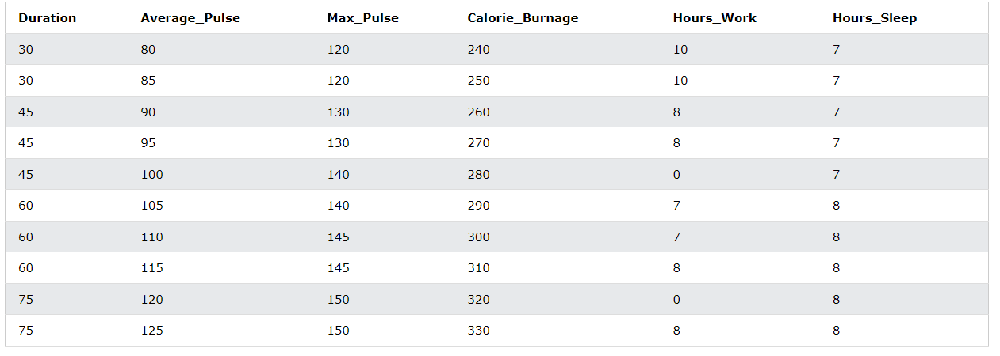 Duration Average_Pulse Max_Pulse Calorie_Burnage Hours_Work Hours_Sleep
30 80 120 240 10 7
30 85 120 250 10 7
45 90 130 260 8 7
45 95 130 270 8 7
45 100 140 280 0 7
60 105 140 290 7 8
60 110 145 300 7 8
60 115 145 310 8 8
75 120 150 320 0 8
75 125 150 330 8 8